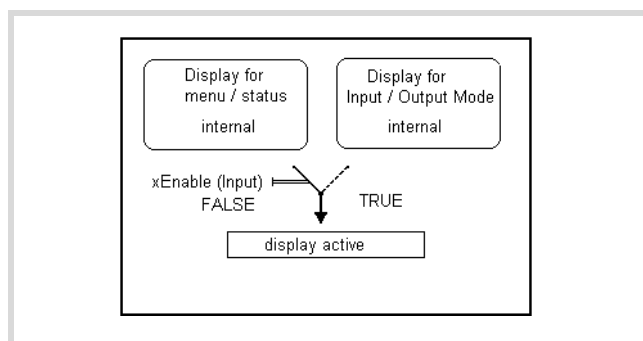 Display for
menu / status
internal
Display for
Input / Output Mode
internal
xEnable (Input)
FALSE
TRUE
display active